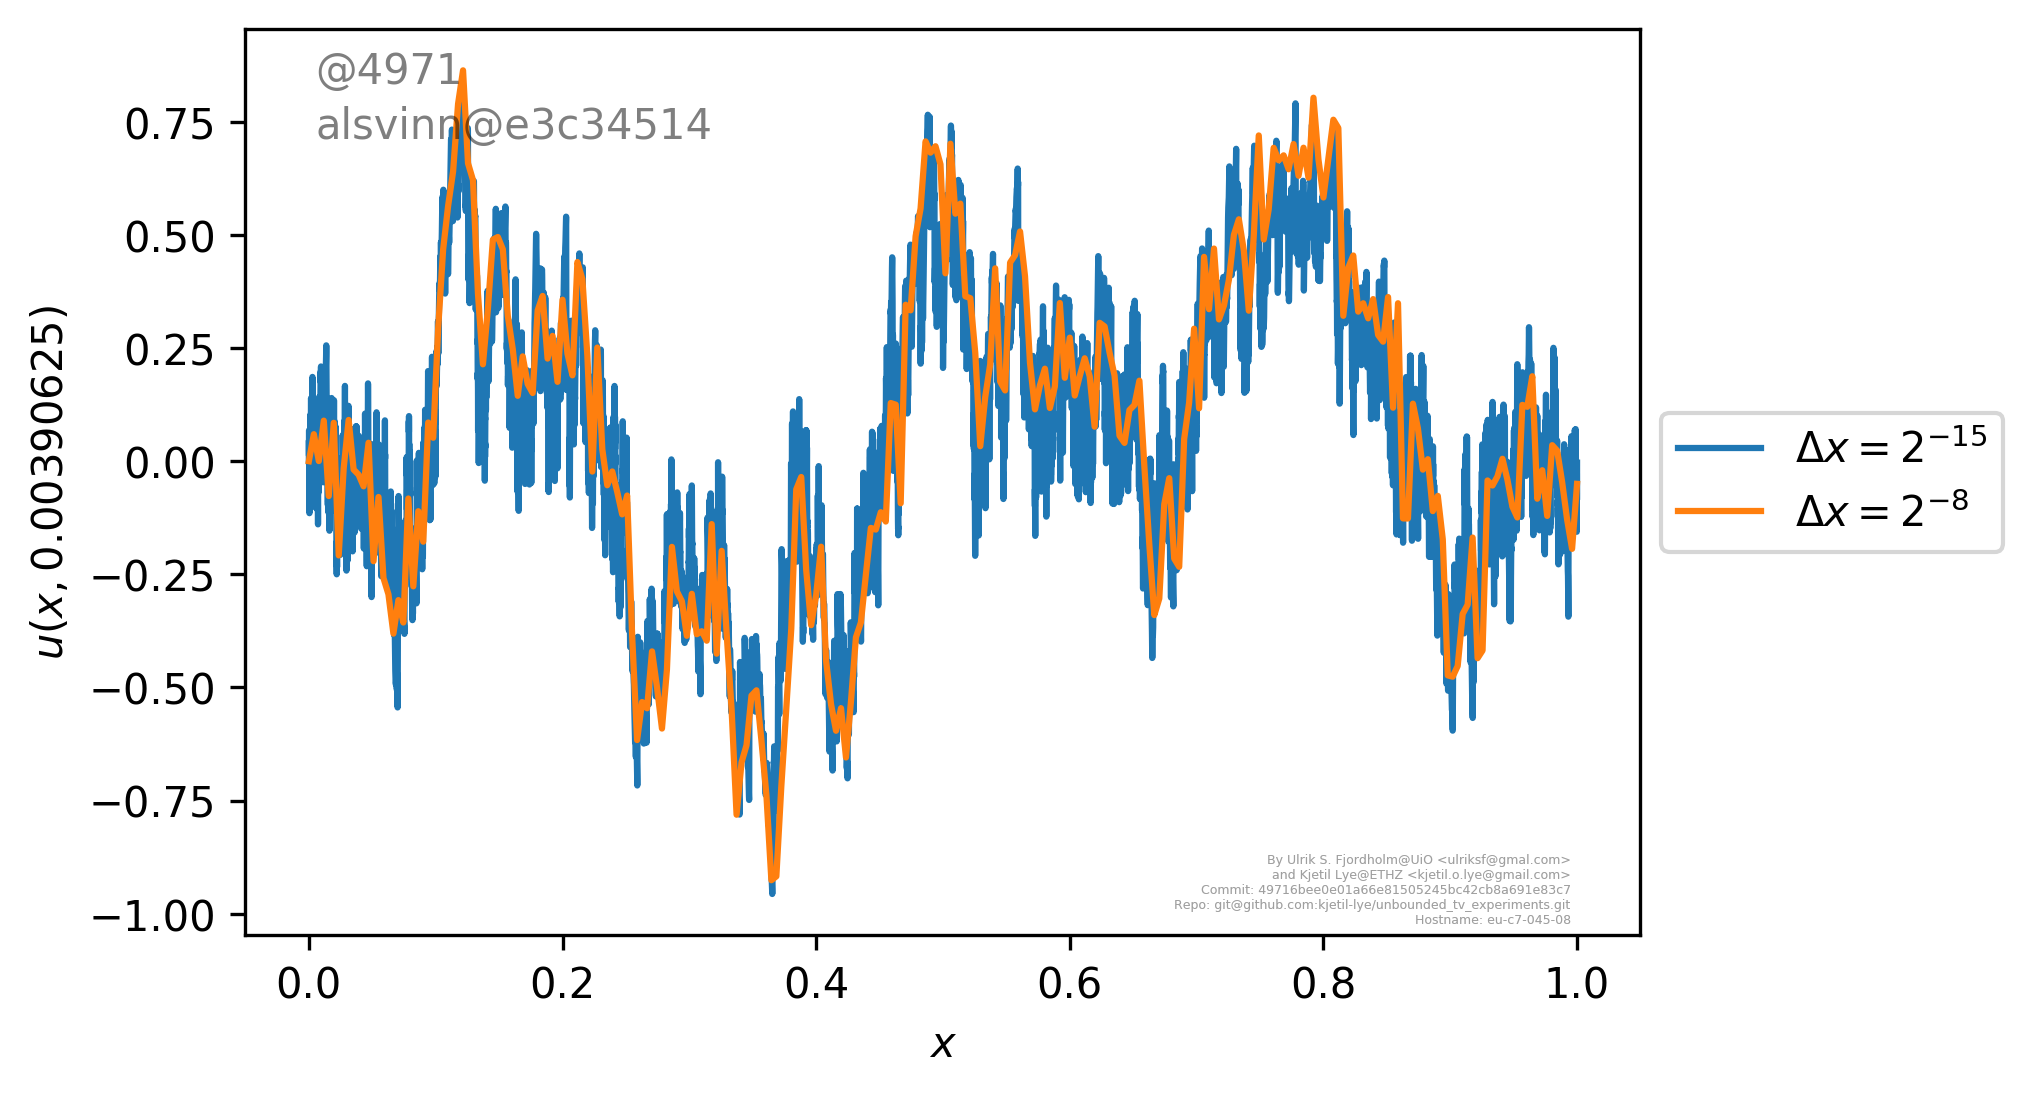 @4971
alsvinn@e3c34514
0.75
0.50
0.25
0.00
−0.25
−0.50
−0.75
−1.00
u(x, 0.00390625)
0.0 0.2 0.4 0.6 0.8 1.0
x
Δx = 2⁻¹⁵
Δx = 2⁻⁸
By Ulrik S. Fjordholm@UiO <ulriksf@gmal.com>
and Kjetil Lye@ETHZ <kjetil.o.lye@gmail.com>
Commit: 49716bee0e01a66e81505245bc42cb8a691e83c7
Repo: git@github.com:kjetil-lye/unbounded_tv_experiments.git
Hostname: eu-c7-045-08